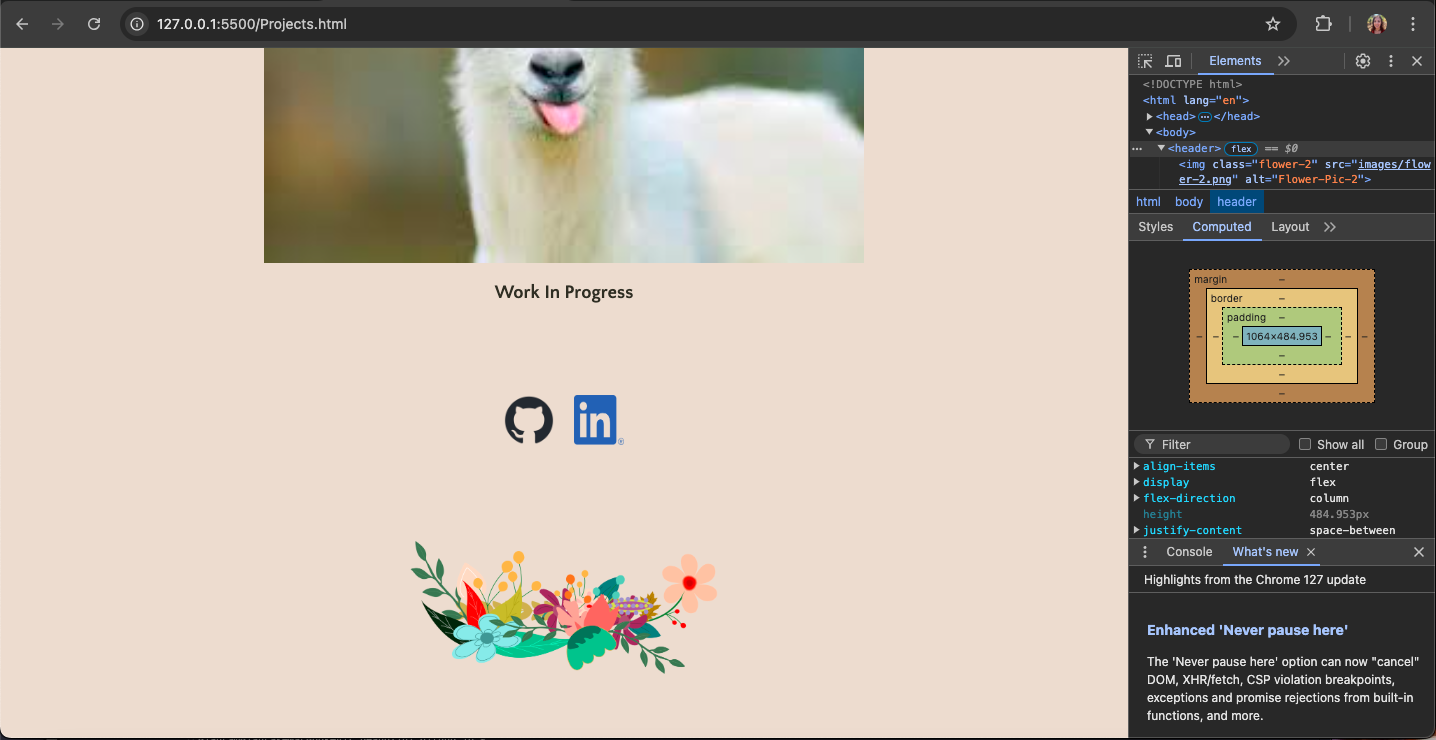 127.0.0.1:5500/Projects.html
Work In Progress
in
®
Elements
<!DOCTYPE html>
<html lang="en">
<head> ⋯ </head>
<body>
··· <header> flex == $0
<img class="flower-2" src="images/flow
er-2.png" alt="Flower-Pic-2">
html body header
Styles Computed Layout
margin –
border –
padding –
– – – 1064×484.953 – – –
–
–
–
Filter Show all Group
align-items center
display flex
flex-direction column
height 484.953px
justify-content space-between
Console What's new
Highlights from the Chrome 127 update
Enhanced 'Never pause here'
The 'Never pause here' option can now "cancel"
DOM, XHR/fetch, CSP violation breakpoints,
exceptions and promise rejections from built-in
functions, and more.